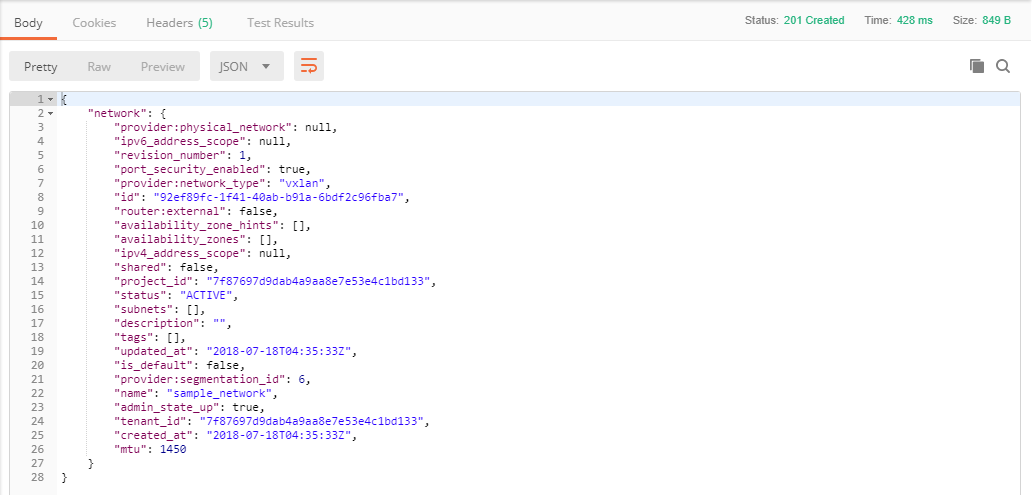 Body Cookies Headers (5) Test Results Status: 201 Created Time: 428 ms Size: 849 B
Pretty Raw Preview JSON
1 {
2 "network": {
3 "provider:physical_network": null,
4 "ipv6_address_scope": null,
5 "revision_number": 1,
6 "port_security_enabled": true,
7 "provider:network_type": "vxlan",
8 "id": "92ef89fc-1f41-40ab-b91a-6bdf2c96fba7",
9 "router:external": false,
10 "availability_zone_hints": [],
11 "availability_zones": [],
12 "ipv4_address_scope": null,
13 "shared": false,
14 "project_id": "7f87697d9dab4a9aa8e7e53e4c1bd133",
15 "status": "ACTIVE",
16 "subnets": [],
17 "description": "",
18 "tags": [],
19 "updated_at": "2018-07-18T04:35:33Z",
20 "is_default": false,
21 "provider:segmentation_id": 6,
22 "name": "sample_network",
23 "admin_state_up": true,
24 "tenant_id": "7f87697d9dab4a9aa8e7e53e4c1bd133",
25 "created_at": "2018-07-18T04:35:33Z",
26 "mtu": 1450
27 }
28 }